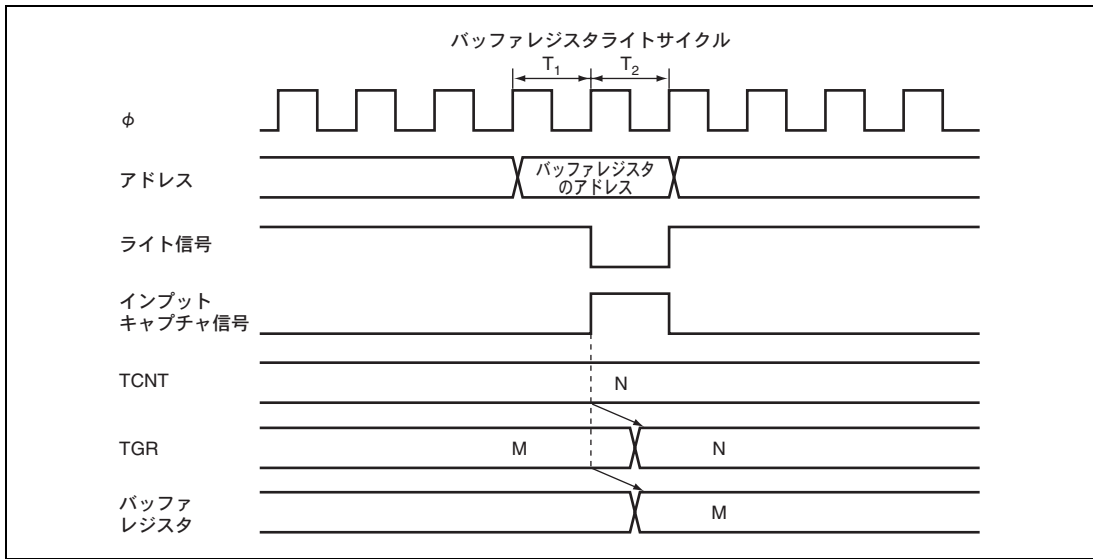 バッファレジスタライトサイクル
T1 T2
φ
アドレス
バッファレジスタ
のアドレス
ライト信号
インプット
キャプチャ信号
TCNT
N
TGR
M N
バッファ
レジスタ
M